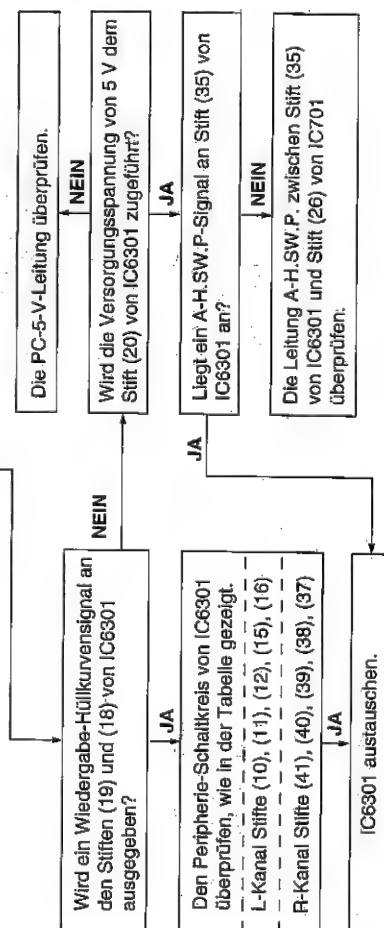 Wird ein Wiedergabe-Hüllkurvensignal an
den Stiften (19) und (18) von IC6301
ausgegeben?
NEIN
JA
Den Peripherie-Schaltkreis von IC6301
überprüfen, wie in der Tabelle gezeigt.
L-Kanal Stifte (10), (11), (12), (15), (16)
R-Kanal Stifte (41), (40), (39), (38), (37)
JA
IC6301 austauschen.
Die PC-5-V-Leitung überprüfen.
NEIN
Wird die Versorgungsspannung von 5 V dem
Stift (20) von IC6301 zugeführt?
JA
Liegt ein A-H.SW.P-Signal an Stift (35) von
IC6301 an?
JA
NEIN
Die Leitung A-H.SW.P. zwischen Stift (35)
von IC6301 und Stift (26) von IC701
überprüfen.